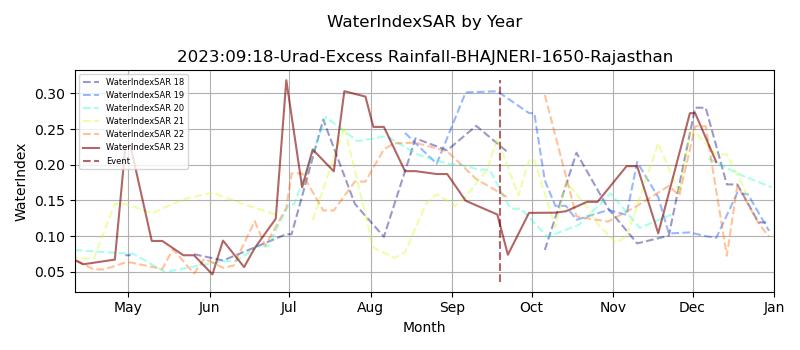 WaterIndexSAR by Year
2023:09:18-Urad-Excess Rainfall-BHAJNERI-1650-Rajasthan
WaterIndex
0.30
0.25
0.20
0.15
0.10
0.05
WaterIndexSAR 18
WaterIndexSAR 19
WaterIndexSAR 20
WaterIndexSAR 21
WaterIndexSAR 22
WaterIndexSAR 23
Event
May Jun Jul Aug Sep Oct Nov Dec Jan
Month